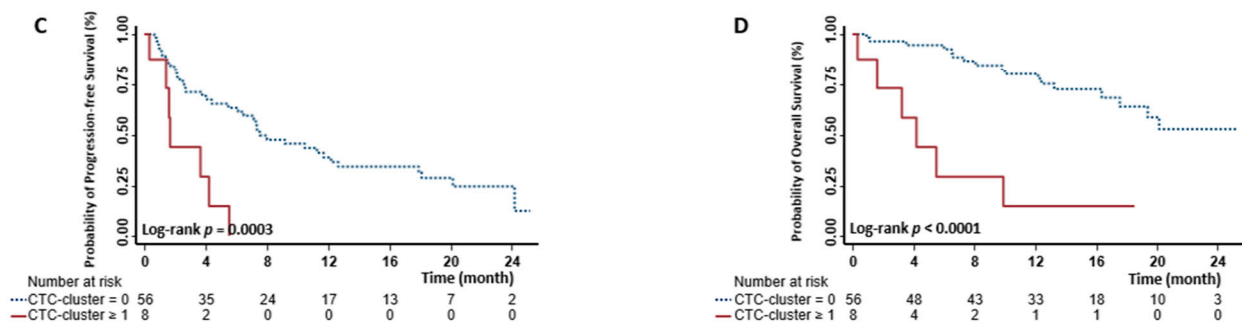 C
Probability of Progression-free Survival (%)
1.00
0.75
0.50
0.25
0.00
Log-rank p = 0.0003
0 4 8 12 16 20 24
Time (month)
Number at risk
CTC-cluster = 0 56 35 24 17 13 7 2
CTC-cluster ≥ 1 8 2 0 0 0 0 0
D
Probability of Overall Survival (%)
1.00
0.75
0.50
0.25
0.00
Log-rank p < 0.0001
0 4 8 12 16 20 24
Time (month)
Number at risk
CTC-cluster = 0 56 48 43 33 18 10 3
CTC-cluster ≥ 1 8 4 2 1 1 0 0